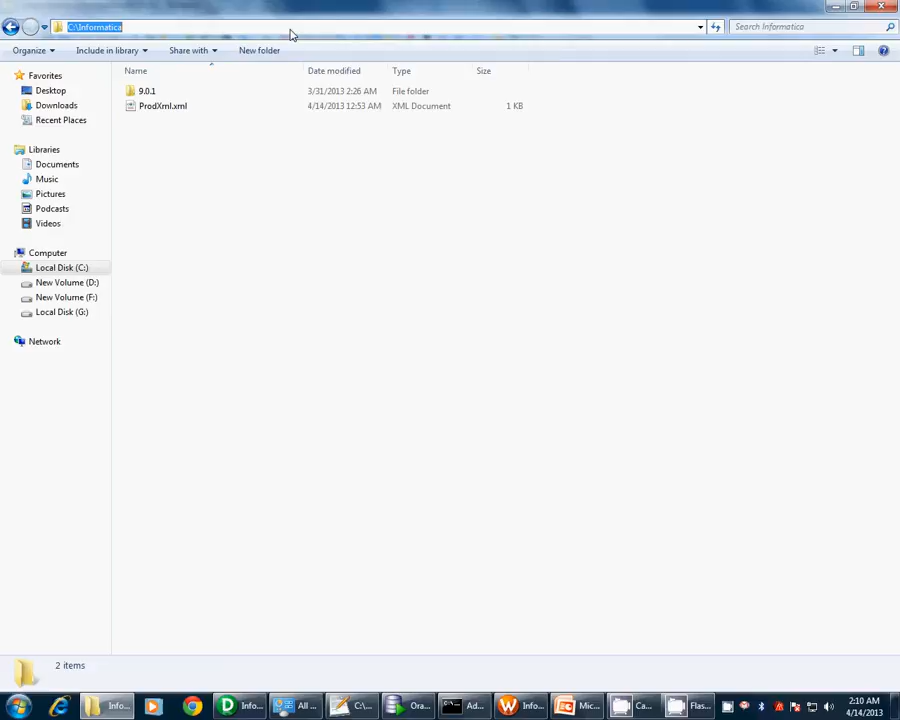 C:\Informatica
Search Informatica
Organize Include in library Share with New folder
Name Date modified Type Size
Favorites
Desktop
Downloads
Recent Places
Libraries
Documents
Music
Pictures
Podcasts
Videos
Computer
Local Disk (C:)
New Volume (D:)
New Volume (F:)
Local Disk (G:)
Network
9.0.1 3/31/2013 2:26 AM File folder
ProdXml.xml 4/14/2013 12:53 AM XML Document 1 KB
2 items
Info... Info... All ... C:\... Ora... Ad... Info... Mic... Ca... Flas...
2:10 AM
4/14/2013